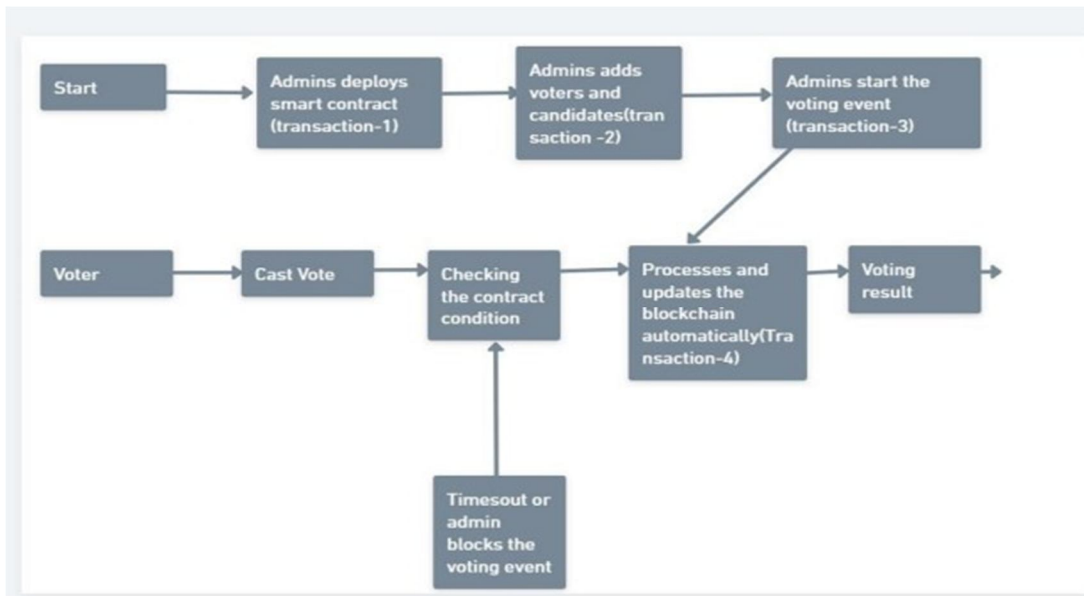 Start
Admins deploys
smart contract
(transaction-1)
Admins adds
voters and
candidates(tran
saction -2)
Admins start the
voting event
(transaction-3)
Voter
Cast Vote
Checking
the contract
condition
Processes and
updates the
blockchain
automatically(Tra
nsaction-4)
Voting
result
Timesout or
admin
blocks the
voting event